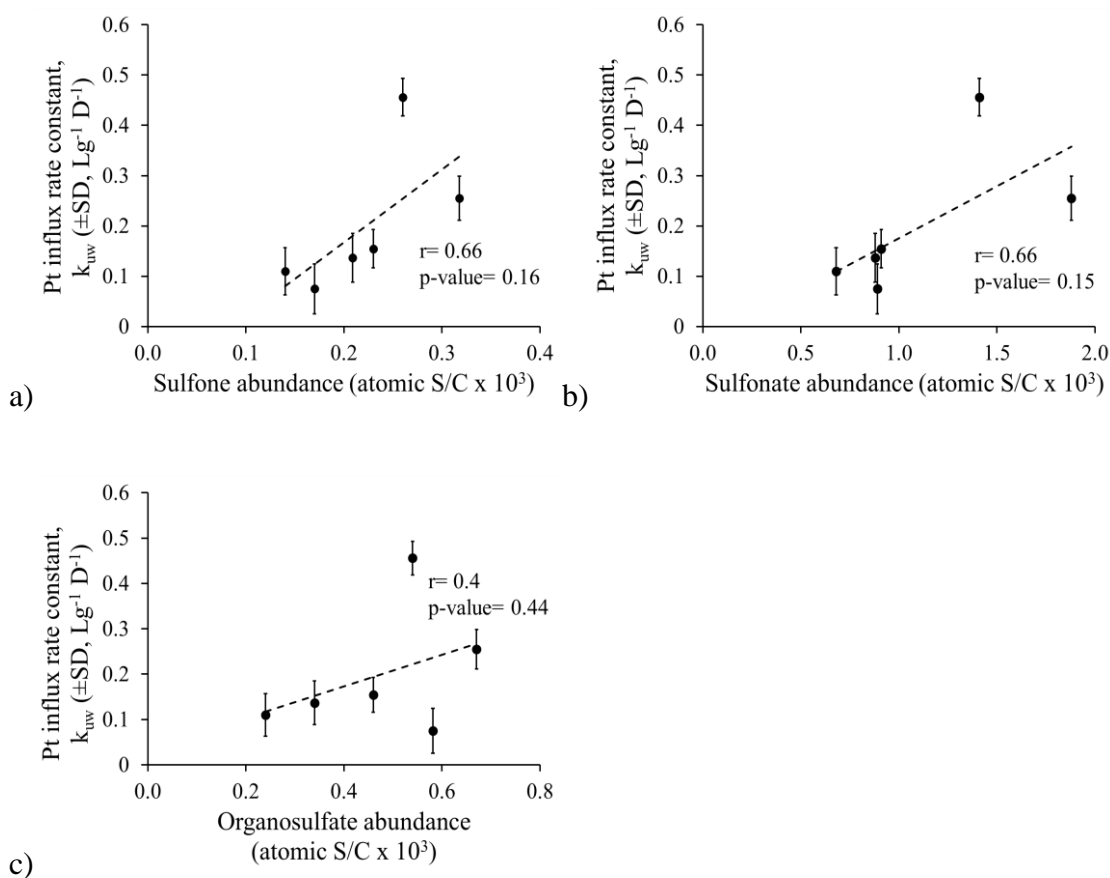 Pt influx rate constant,
k_uw (±SD, Lg⁻¹ D⁻¹)
0.6
0.5
0.4
0.3
0.2
0.1
0
r= 0.66
p-value= 0.16
0.0 0.1 0.2 0.3 0.4
Sulfone abundance (atomic S/C x 10³)
a)
Pt influx rate constant,
k_uw (±SD, Lg⁻¹ D⁻¹)
0.6
0.5
0.4
0.3
0.2
0.1
0
r= 0.66
p-value= 0.15
0.0 0.5 1.0 1.5 2.0
Sulfonate abundance (atomic S/C x 10³)
b)
Pt influx rate constant,
k_uw (±SD, Lg⁻¹ D⁻¹)
0.6
0.5
0.4
0.3
0.2
0.1
0
r= 0.4
p-value= 0.44
0.0 0.2 0.4 0.6 0.8
Organosulfate abundance
(atomic S/C x 10³)
c)